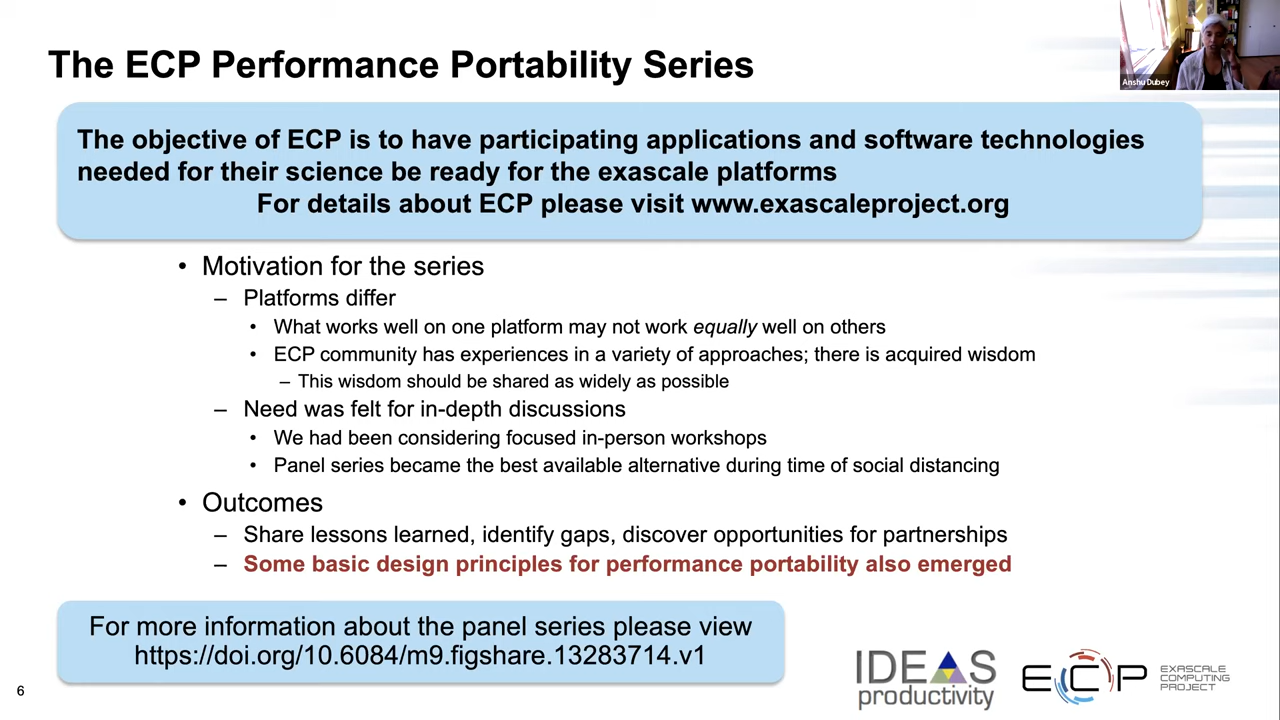 The ECP Performance Portability Series
Anshu Dubey
The objective of ECP is to have participating applications and software technologies
needed for their science be ready for the exascale platforms
For details about ECP please visit www.exascaleproject.org
• Motivation for the series
– Platforms differ
• What works well on one platform may not work equally well on others
• ECP community has experiences in a variety of approaches; there is acquired wisdom
– This wisdom should be shared as widely as possible
– Need was felt for in-depth discussions
• We had been considering focused in-person workshops
• Panel series became the best available alternative during time of social distancing
• Outcomes
– Share lessons learned, identify gaps, discover opportunities for partnerships
– Some basic design principles for performance portability also emerged
For more information about the panel series please view
https://doi.org/10.6084/m9.figshare.13283714.v1
IDEAS
productivity
ECP
EXASCALE
COMPUTING
PROJECT
6